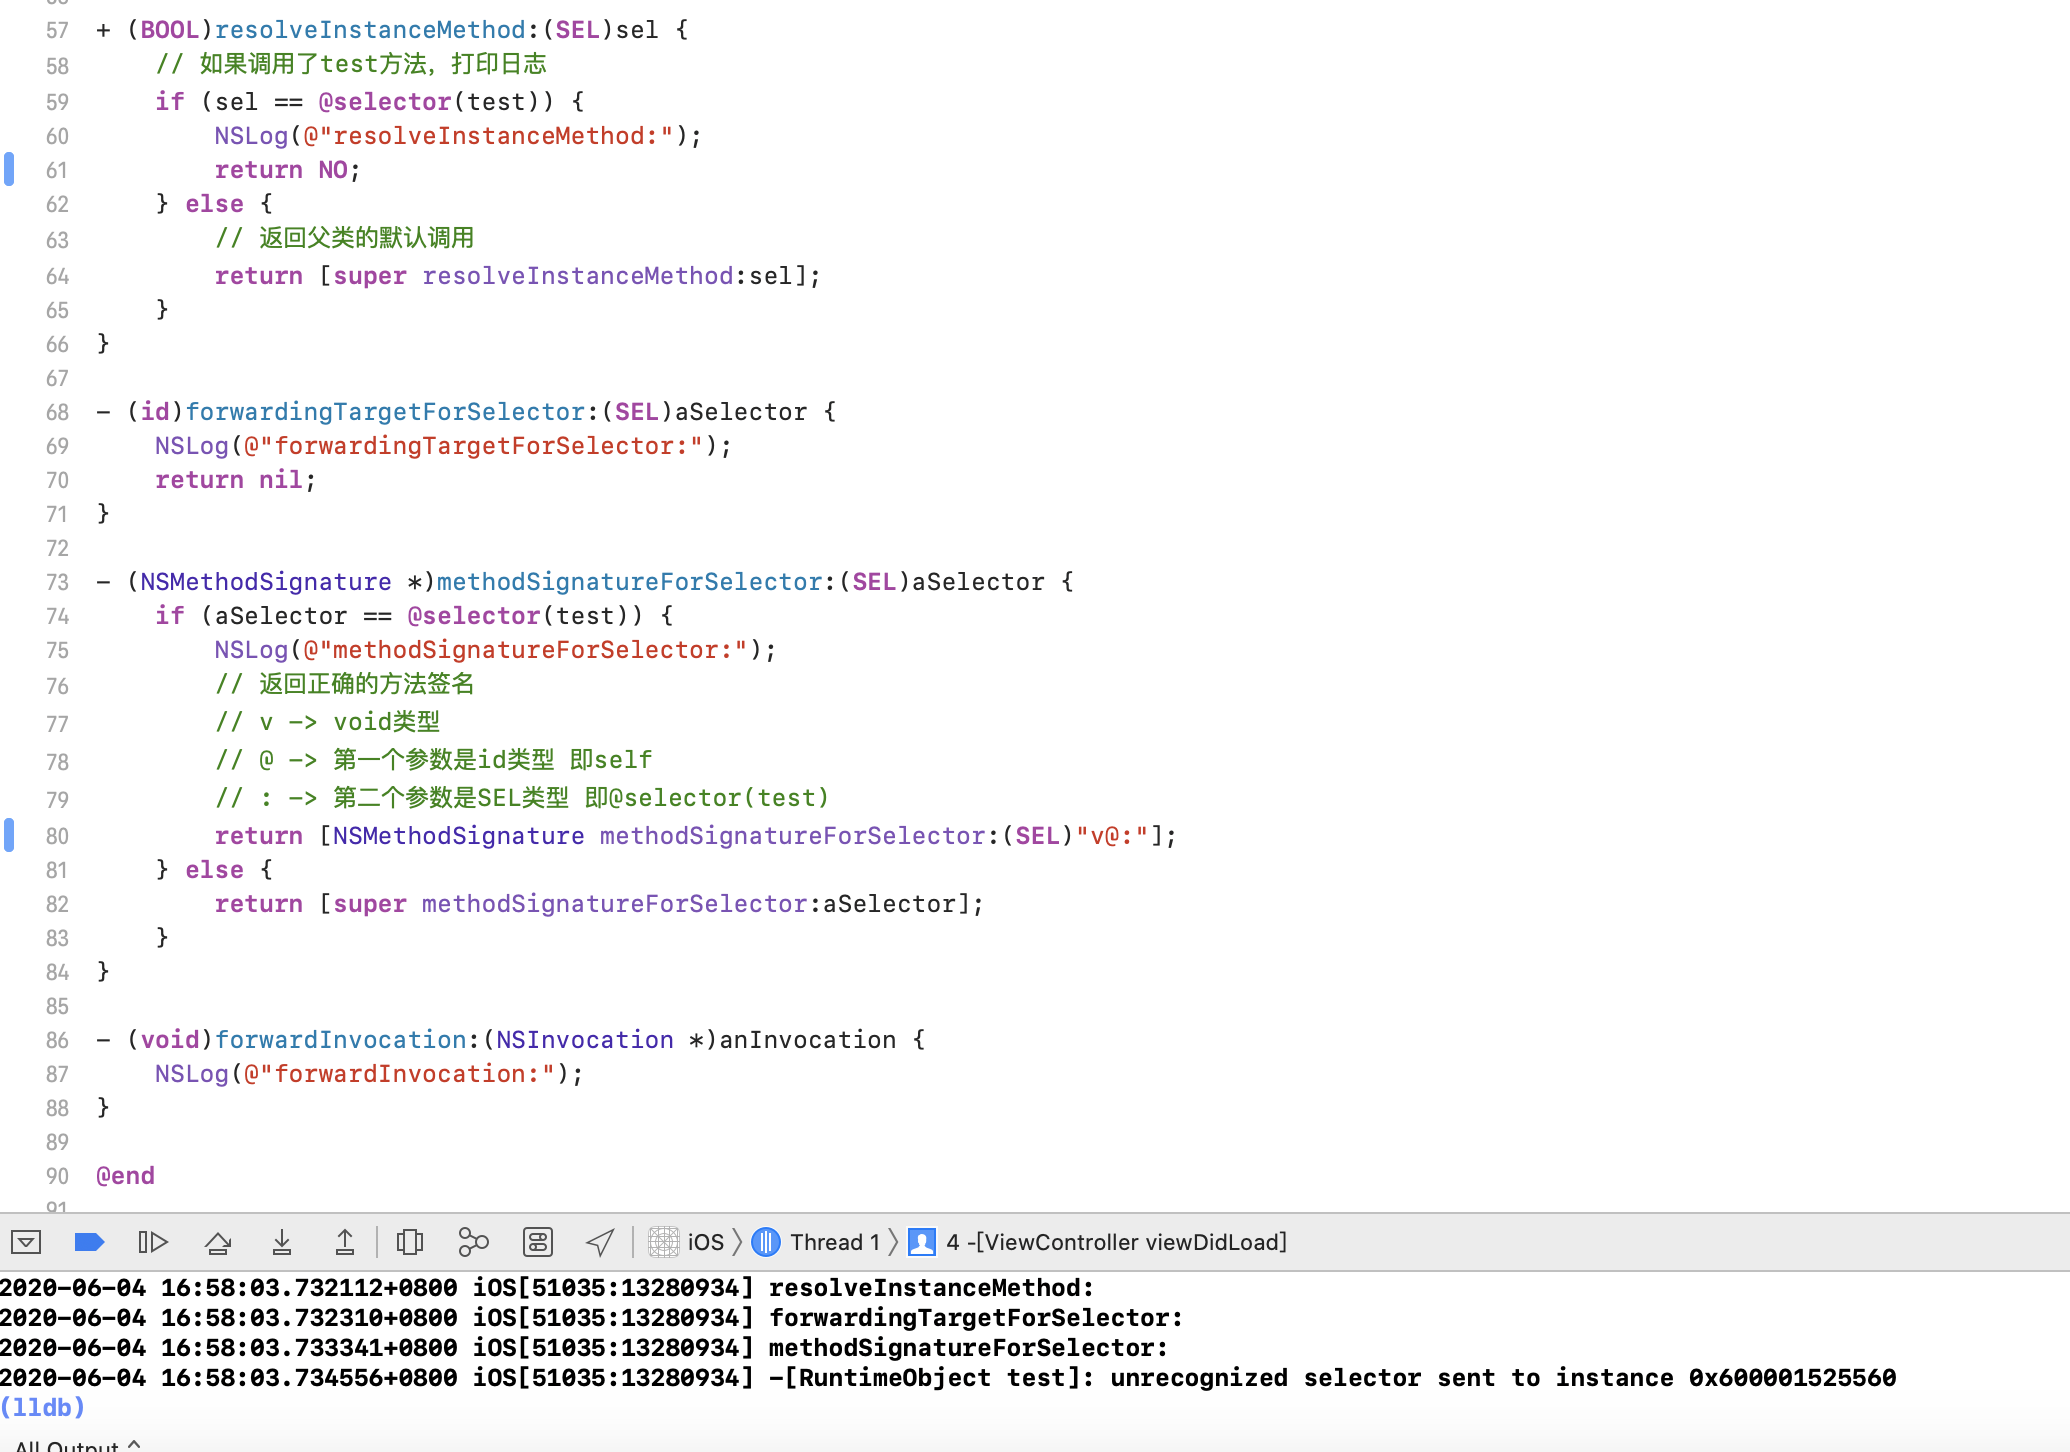 57 + (BOOL)resolveInstanceMethod:(SEL)sel {
58 // 如果调用了test方法，打印日志
59 if (sel == @selector(test)) {
60 NSLog(@"resolveInstanceMethod:");
61 return NO;
62 } else {
63 // 返回父类的默认调用
64 return [super resolveInstanceMethod:sel];
65 }
66 }
67
68 - (id)forwardingTargetForSelector:(SEL)aSelector {
69 NSLog(@"forwardingTargetForSelector:");
70 return nil;
71 }
72
73 - (NSMethodSignature *)methodSignatureForSelector:(SEL)aSelector {
74 if (aSelector == @selector(test)) {
75 NSLog(@"methodSignatureForSelector:");
76 // 返回正确的方法签名
77 // v -> void类型
78 // @ -> 第一个参数是id类型 即self
79 // : -> 第二个参数是SEL类型 即@selector(test)
80 return [NSMethodSignature methodSignatureForSelector:(SEL)"v@:"];
81 } else {
82 return [super methodSignatureForSelector:aSelector];
83 }
84 }
85
86 - (void)forwardInvocation:(NSInvocation *)anInvocation {
87 NSLog(@"forwardInvocation:");
88 }
89
90 @end
91
iOS 〉 Thread 1 〉 4 -[ViewController viewDidLoad]
2020-06-04 16:58:03.732112+0800 iOS[51035:13280934] resolveInstanceMethod:
2020-06-04 16:58:03.732310+0800 iOS[51035:13280934] forwardingTargetForSelector:
2020-06-04 16:58:03.733341+0800 iOS[51035:13280934] methodSignatureForSelector:
2020-06-04 16:58:03.734556+0800 iOS[51035:13280934] -[RuntimeObject test]: unrecognized selector sent to instance 0x600001525560
(lldb)
All Output